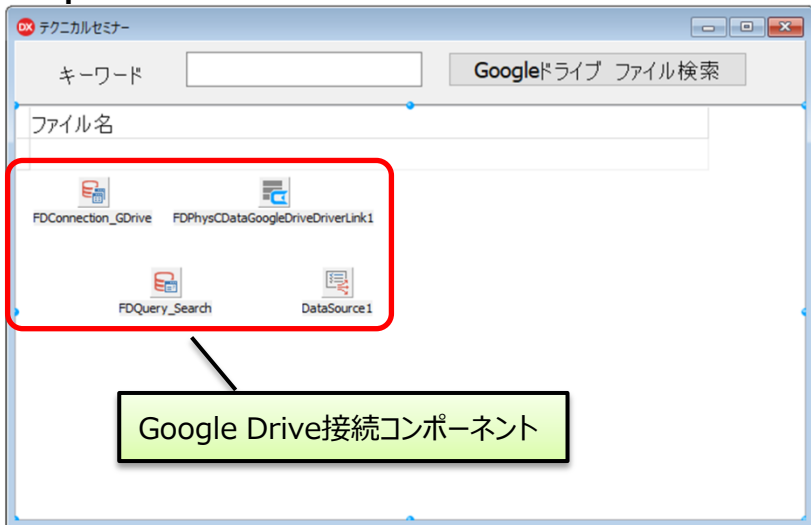 DX テクニカルセミナー
キーワード
Googleドライブ ファイル検索
ファイル名
FDConnection_GDrive FDPhysCDataGoogleDriveDriverLink1
FDQuery_Search DataSource1
Google Drive接続コンポーネント